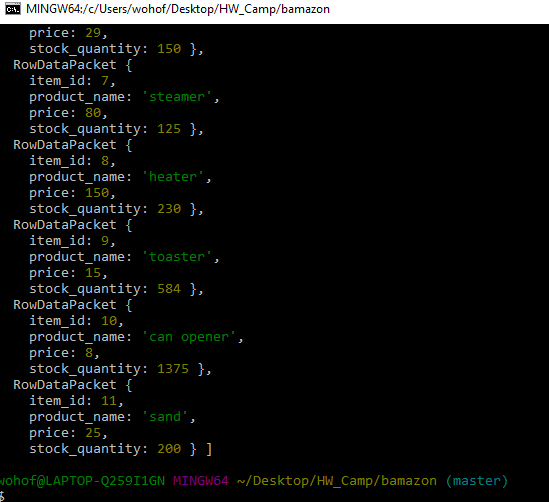 MINGW64:/c/Users/wohof/Desktop/HW_Camp/bamazon
price: 29,
stock_quantity: 150 },
RowDataPacket {
item_id: 7,
product_name: 'steamer',
price: 80,
stock_quantity: 125 },
RowDataPacket {
item_id: 8,
product_name: 'heater',
price: 150,
stock_quantity: 230 },
RowDataPacket {
item_id: 9,
product_name: 'toaster',
price: 15,
stock_quantity: 584 },
RowDataPacket {
item_id: 10,
product_name: 'can opener',
price: 8,
stock_quantity: 1375 },
RowDataPacket {
item_id: 11,
product_name: 'sand',
price: 25,
stock_quantity: 200 } ]
wohof@LAPTOP-Q259I1GN MINGW64 ~/Desktop/HW_Camp/bamazon (master)
$